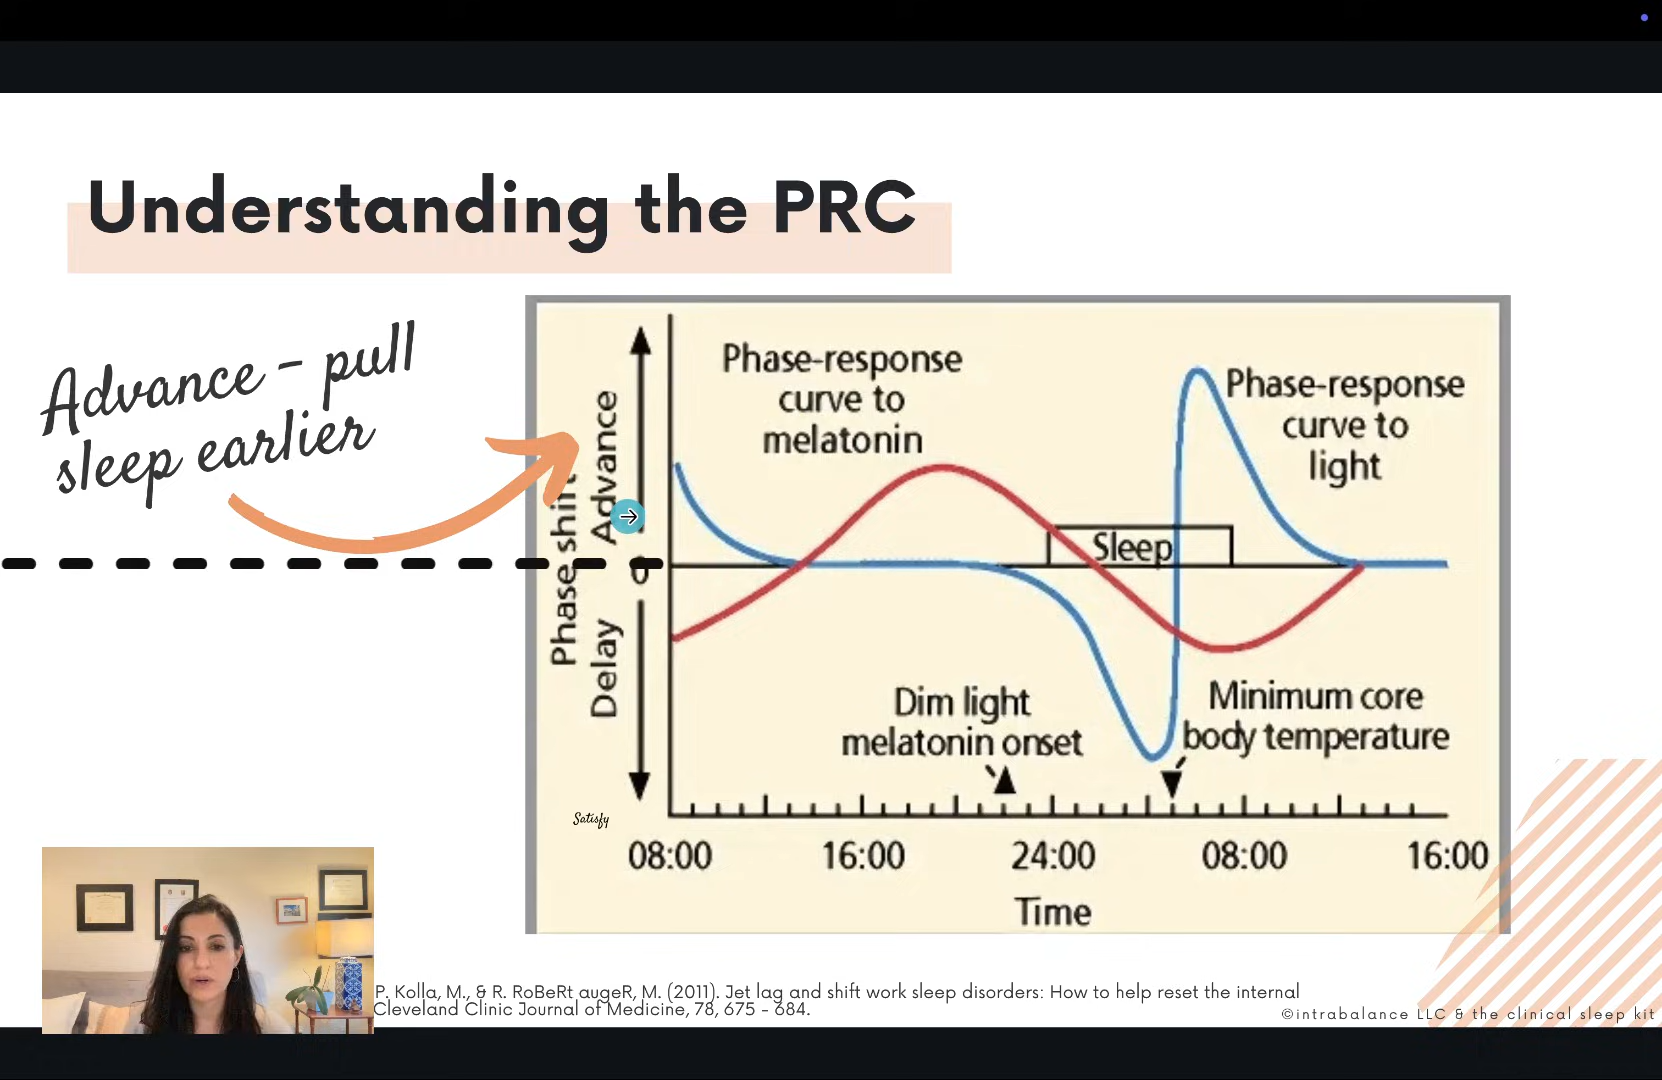 Understanding the PRC
Advance - pull
sleep earlier
Phase shift
Advance
0
Delay
Phase-response
curve to
melatonin
Phase-response
curve to
light
Sleep
Dim light
melatonin onset
Minimum core
body temperature
Satisfy
08:00 16:00 24:00 08:00 16:00
Time
P. Kolla, M., & R. RoBeRt augeR, M. (2011). Jet lag and shift work sleep disorders: How to help reset the internal
Cleveland Clinic Journal of Medicine, 78, 675 - 684.
©intrabalance LLC & the clinical sleep kit